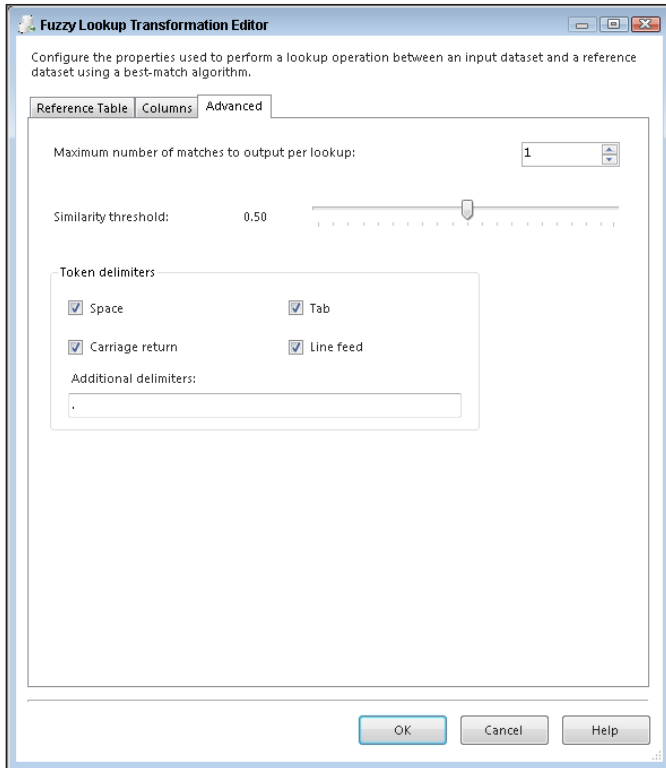 Fuzzy Lookup Transformation Editor
Configure the properties used to perform a lookup operation between an input dataset and a reference
dataset using a best-match algorithm.
Reference Table Columns Advanced
Maximum number of matches to output per lookup: 1
Similarity threshold: 0.50
Token delimiters
Space Tab
Carriage return Line feed
Additional delimiters:
.
OK Cancel Help